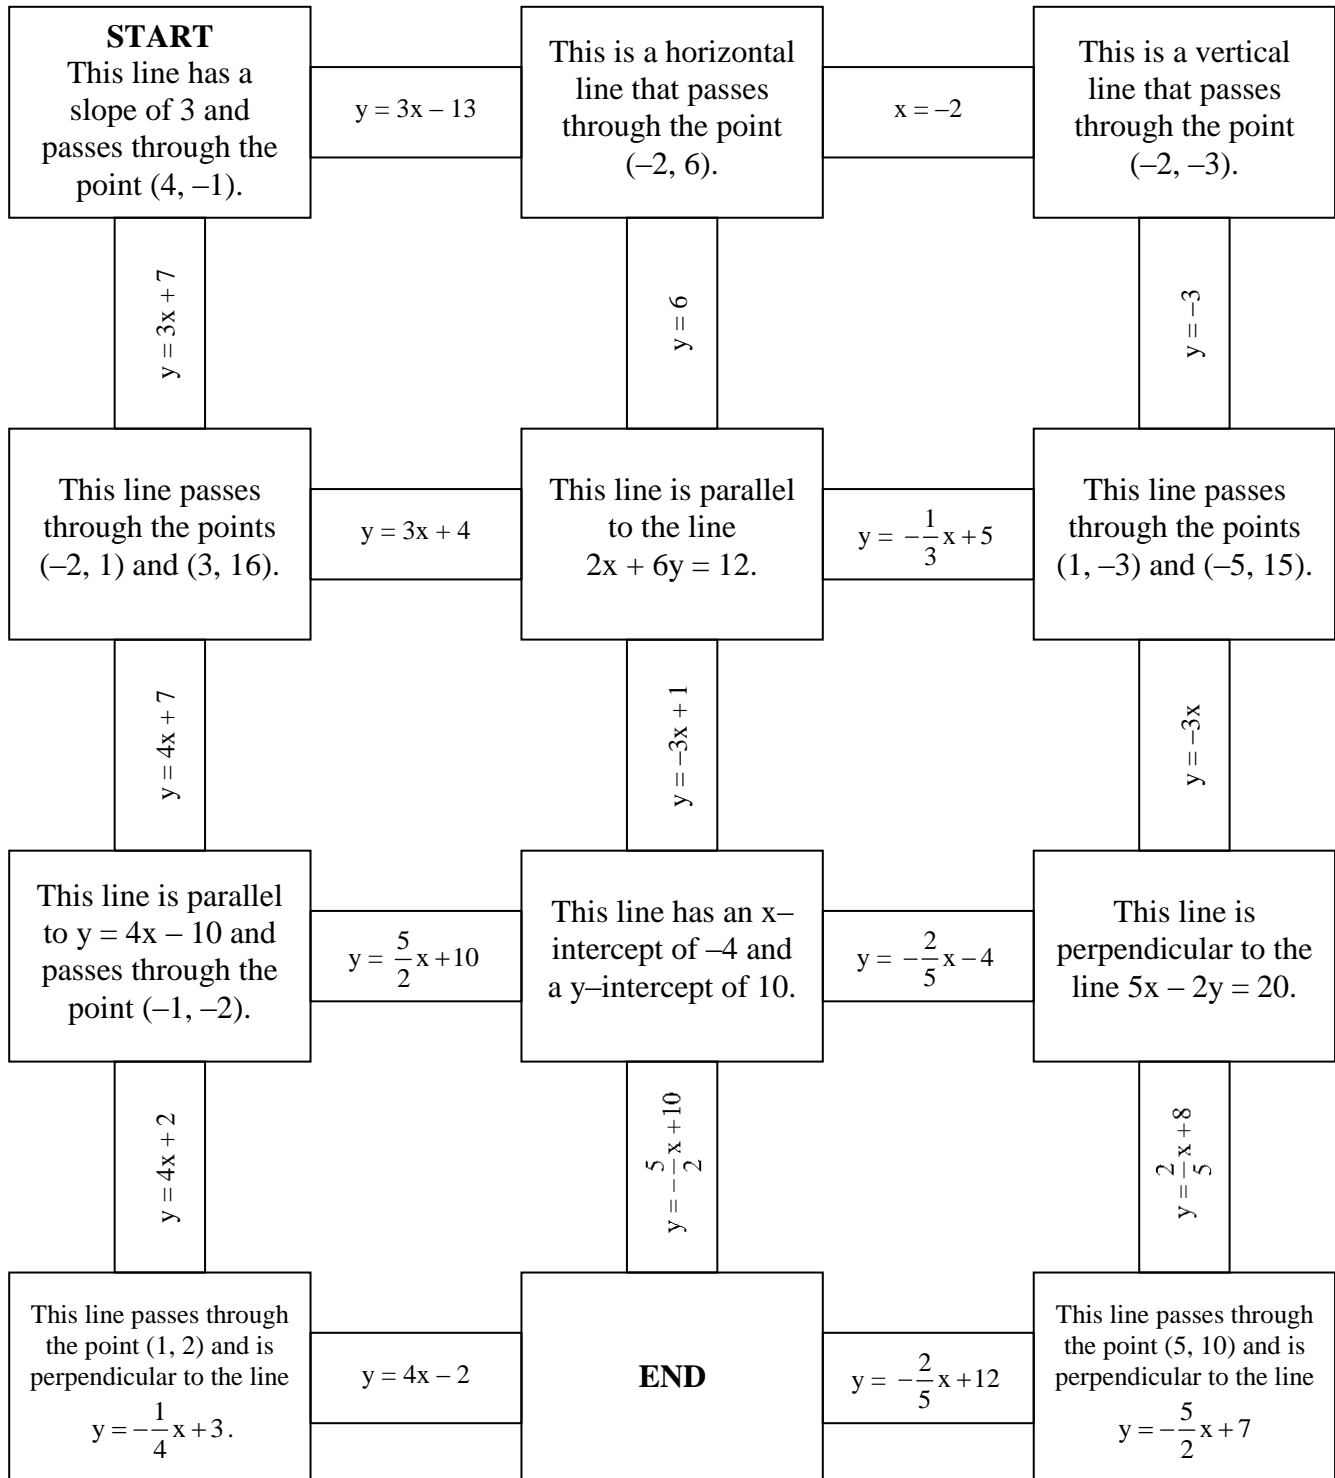 START
This line has a
slope of 3 and
passes through the
point (4, –1).
y = 3x – 13
This is a horizontal
line that passes
through the point
(–2, 6).
x = –2
This is a vertical
line that passes
through the point
(–2, –3).
y = 3x + 7
y = 6
y = –3
This line passes
through the points
(–2, 1) and (3, 16).
y = 3x + 4
This line is parallel
to the line
2x + 6y = 12.
y = –1/3x + 5
This line passes
through the points
(1, –3) and (–5, 15).
y = 4x + 7
y = –3x + 1
y = –3x
This line is parallel
to y = 4x – 10 and
passes through the
point (–1, –2).
y = 5/2x + 10
This line has an x–
intercept of –4 and
a y–intercept of 10.
y = –2/5x – 4
This line is
perpendicular to the
line 5x – 2y = 20.
y = 4x + 2
y = –5/2x + 10
y = 2/5x + 8
This line passes through
the point (1, 2) and is
perpendicular to the line
y = –1/4x + 3.
y = 4x – 2
END
y = –2/5x + 12
This line passes through
the point (5, 10) and is
perpendicular to the line
y = –5/2x + 7